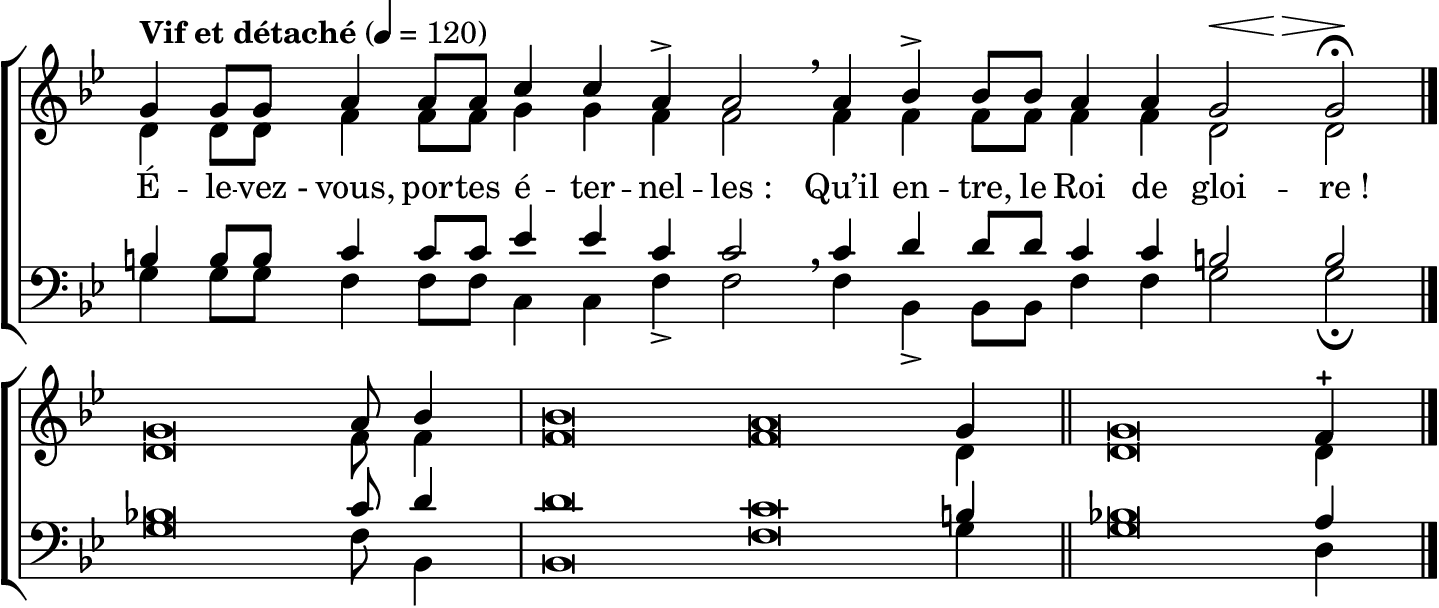 Vif et détaché (♩ = 120)
É -- le -- vez - vous, por -- tes é -- ter -- nel -- les : Qu’il en -- tre, le Roi de gloi -- re !